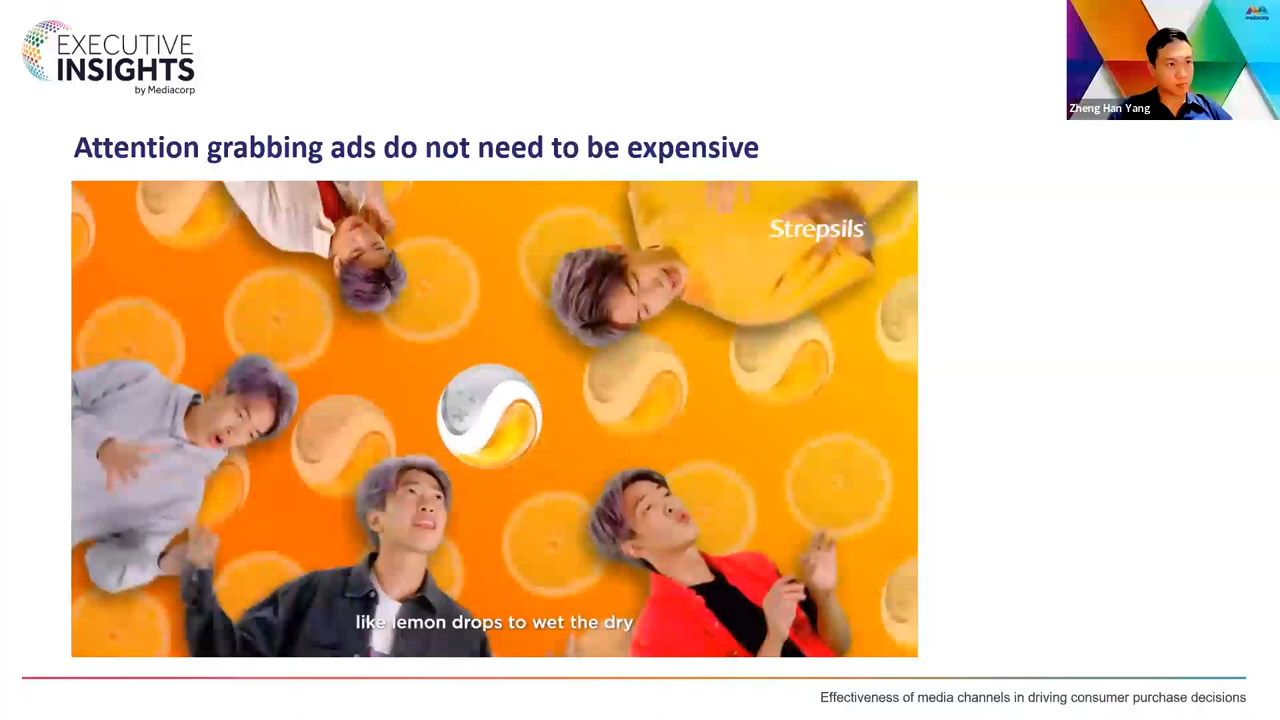 EXECUTIVE
INSIGHTS
by Mediacorp
mediacorp
Zheng Han Yang
Attention grabbing ads do not need to be expensive
Strepsils
like lemon drops to wet the dry
Effectiveness of media channels in driving consumer purchase decisions